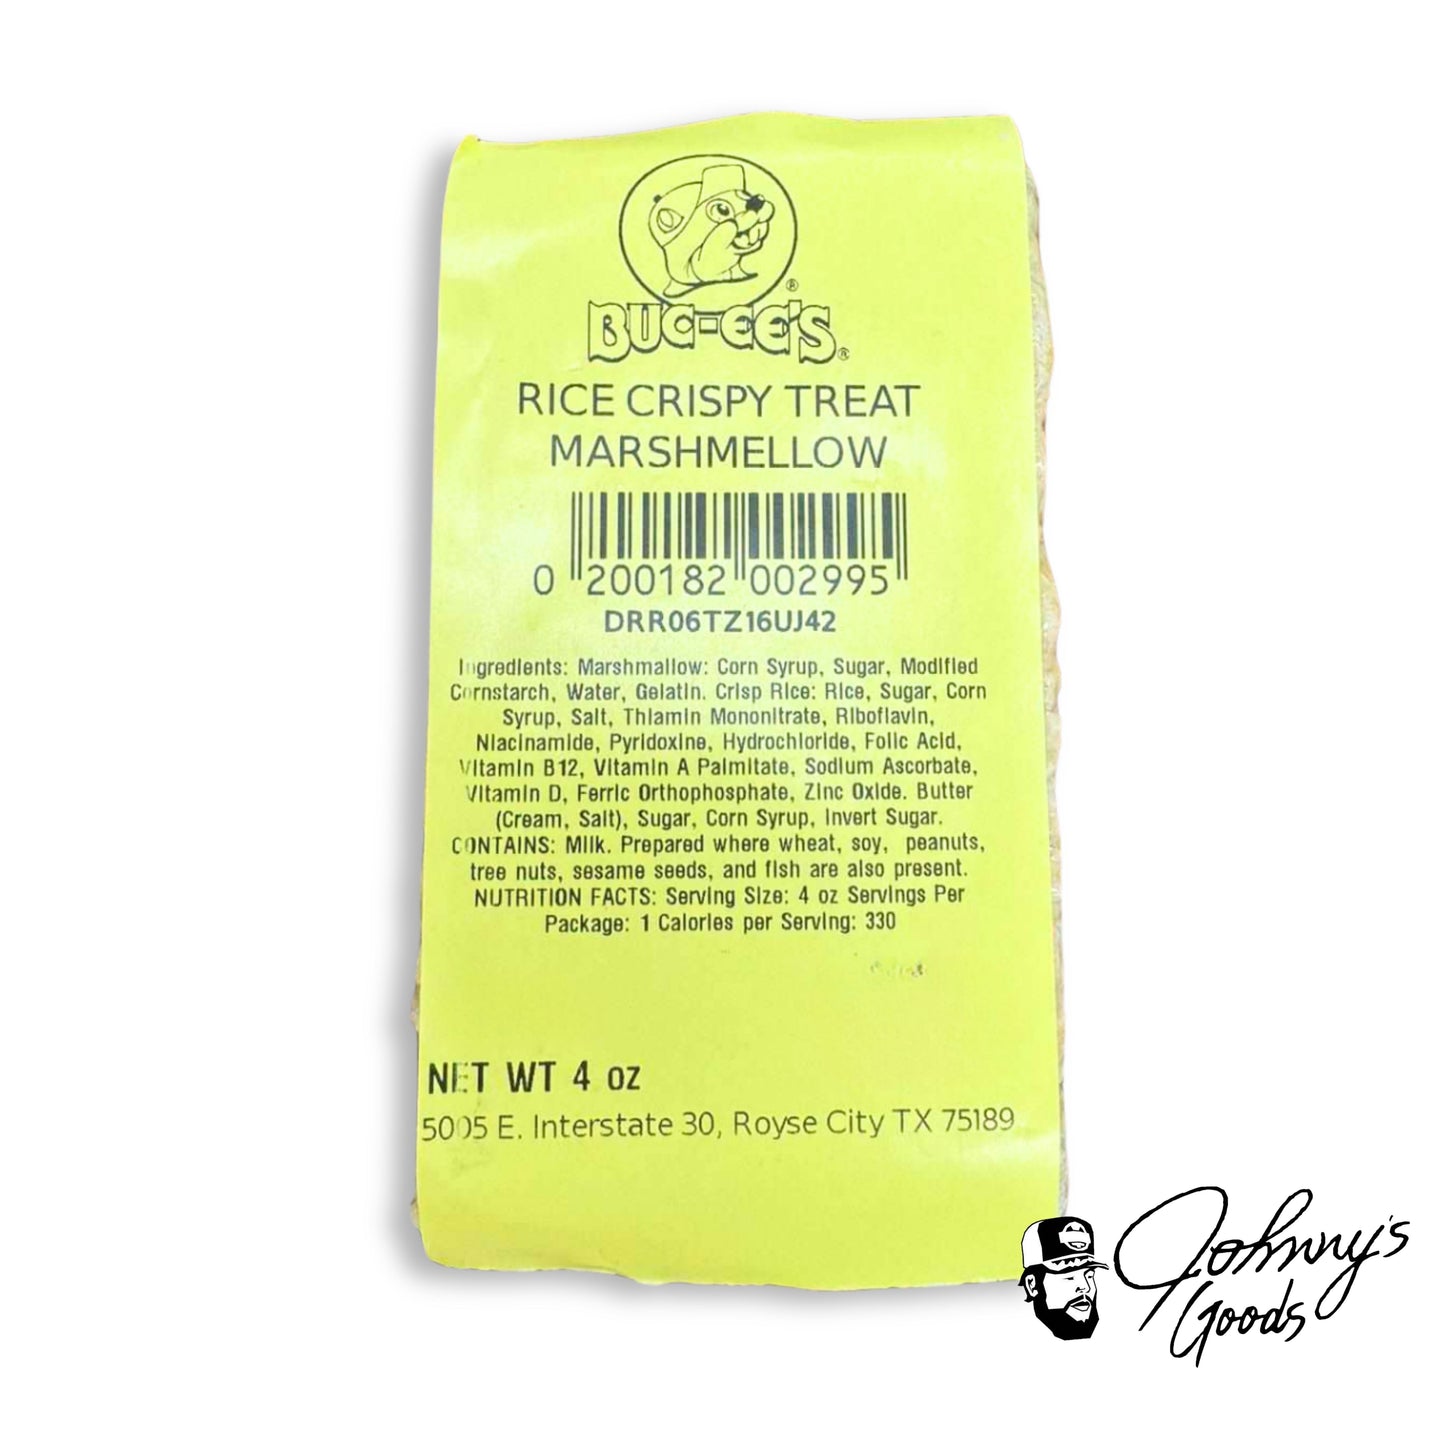 BUC-EE'S®
RICE CRISPY TREAT
MARSHMELLOW
0 200182 002995
DRR06TZ16UJ42
Ingredients: Marshmallow: Corn Syrup, Sugar, Modified
Cornstarch, Water, Gelatin. Crisp Rice: Rice, Sugar, Corn
Syrup, Salt, Thiamin Mononitrate, Riboflavin,
Niacinamide, Pyridoxine, Hydrochloride, Folic Acid,
Vitamin B12, Vitamin A Palmitate, Sodium Ascorbate,
Vitamin D, Ferric Orthophosphate, Zinc Oxide. Butter
(Cream, Salt), Sugar, Corn Syrup, Invert Sugar.
CONTAINS: Milk. Prepared where wheat, soy, peanuts,
tree nuts, sesame seeds, and fish are also present.
NUTRITION FACTS: Serving Size: 4 oz Servings Per
Package: 1 Calories per Serving: 330
NET WT 4 oz
5005 E. Interstate 30, Royse City TX 75189
Johnny's
Goods